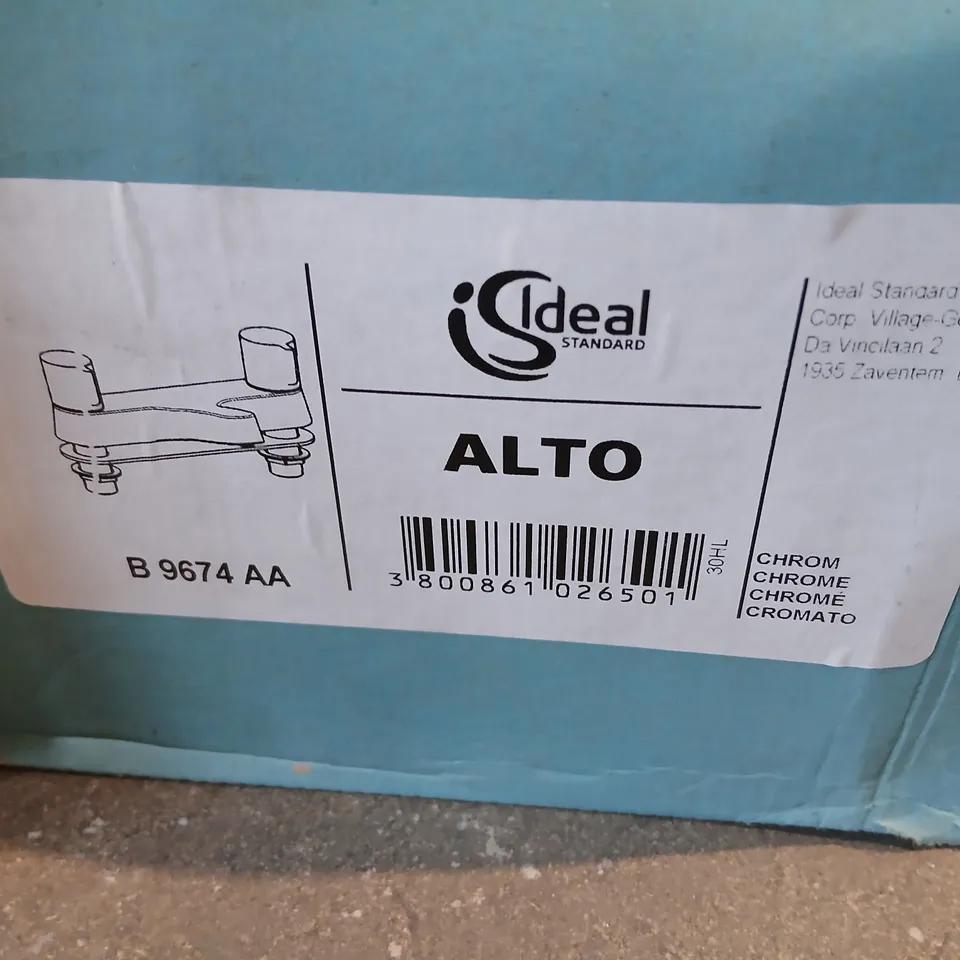 Ideal
STANDARD
ALTO
B 9674 AA
3 800861 026501
30HL
Ideal Standard
Corp Village-
Da Vincilaan 2
1935 Zaventem
CHROM
CHROME
CHROMÉ
CROMATO